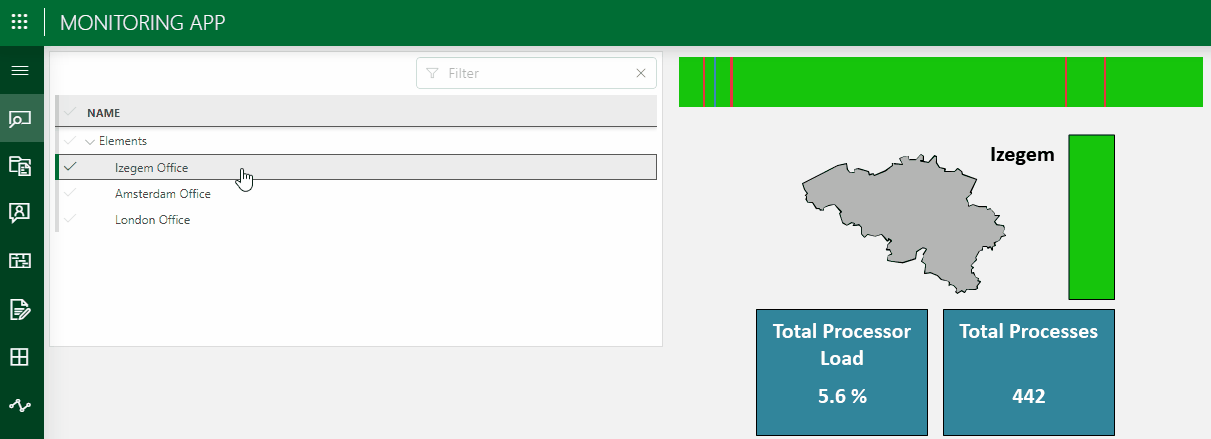 MONITORING APP
Filter
NAME
Elements
Izegem Office
Amsterdam Office
London Office
Izegem
Total Processor
Load
5.6 %
Total Processes
442